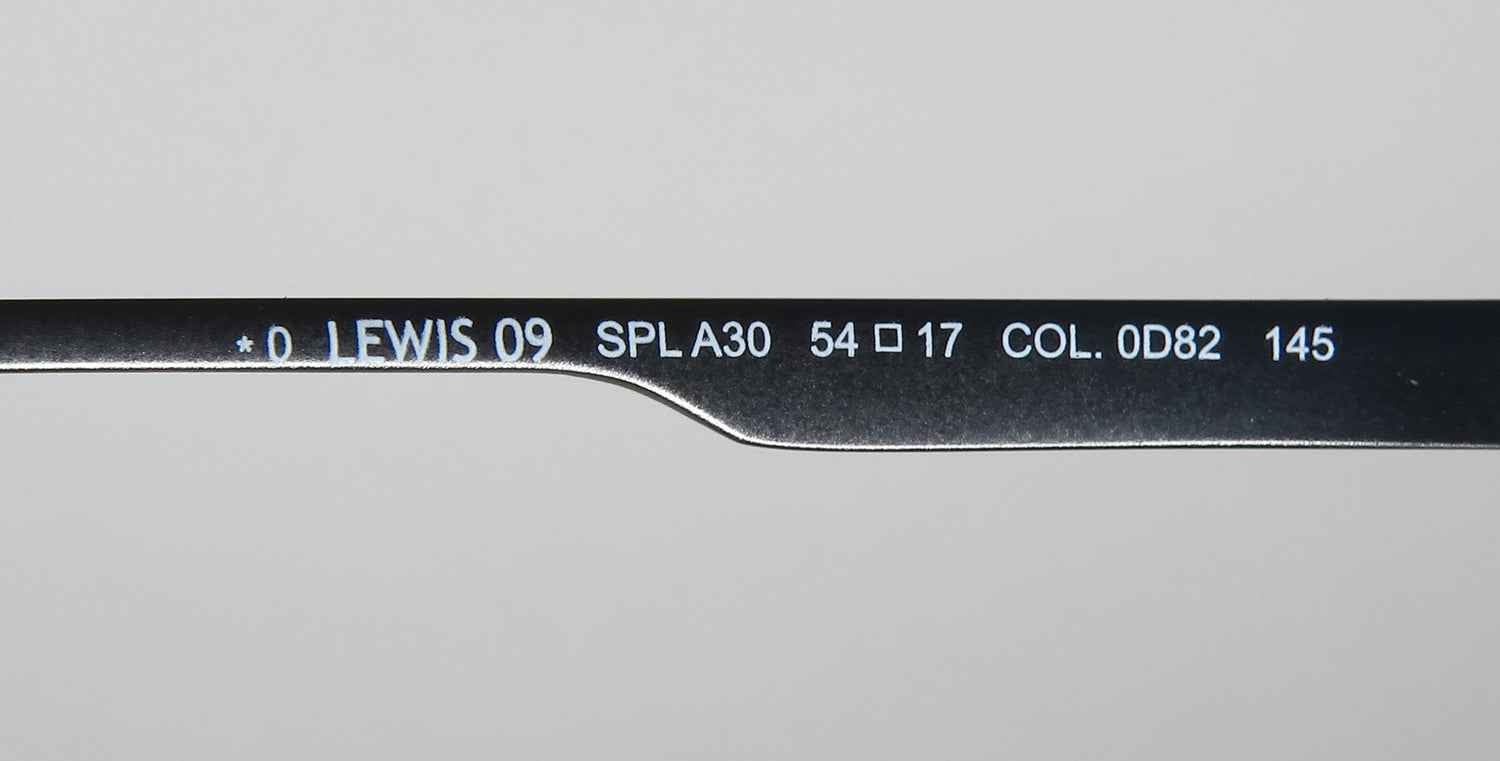 * 0 LEWIS 09 SPL A30 54 □ 17 COL. 0D82 145